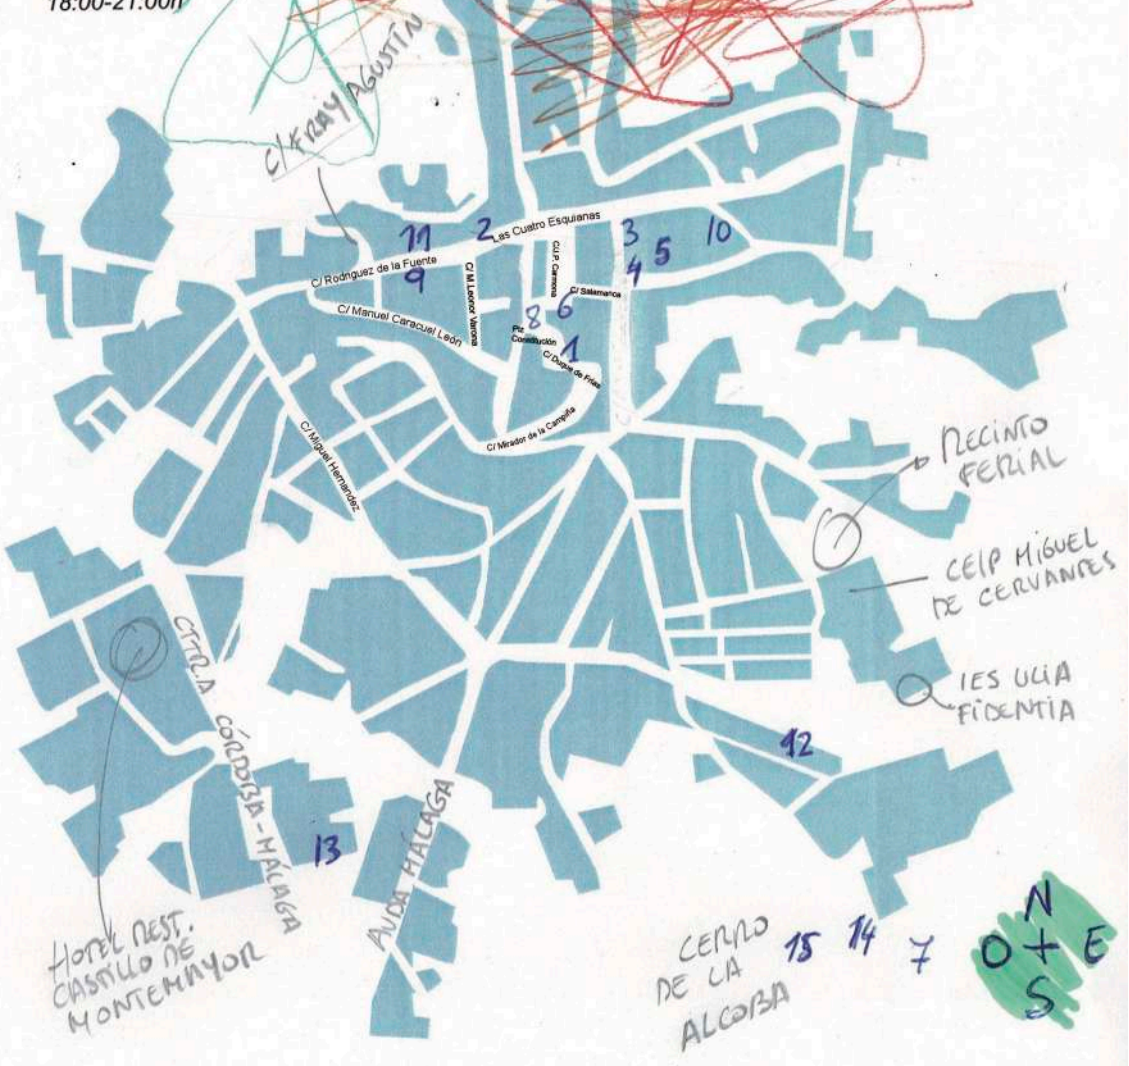 18:00-21:00h
C/ FRAY AGUSTÍN
11
2
Las Cuatro Esquianas
3
5
10
4
C/ Rodriguez de la Fuente
9
C/ M.Leonor Varona
C/J.P. Carmona
C/ Salamanca
6
8
C/ Manuel Caracuel León
Plz
Constitución
1
C/ Duque de Frias
C/ Mirador de la Campiña
C/ Miguel Hernandez
RECINTO
FERIAL
CEIP MIGUEL
DE CERVANTES
IES ULIA
FIDENTIA
CTRA CÓRDOBA-MÁLAGA
12
13
AVDA MÁLAGA
HOTEL REST.
CASTILLO DE
MONTEMAYOR
CERRO
DE LA
ALCOBA
15 14 7
N
O E
S